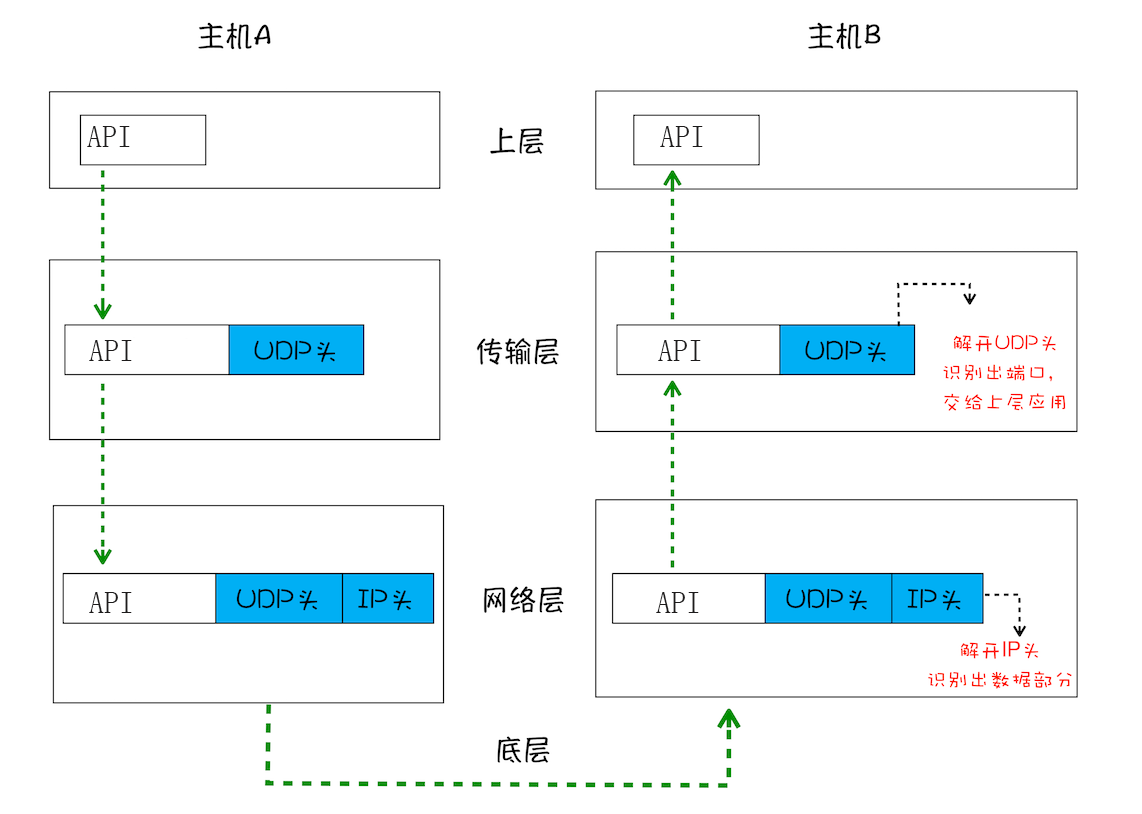 主机A
主机B
API
上层
API
API
UDP头
传输层
API
UDP头
解开UDP头
识别出端口,
交给上层应用
API
UDP头
IP头
网络层
API
UDP头
IP头
解开IP头
识别出数据部分
底层